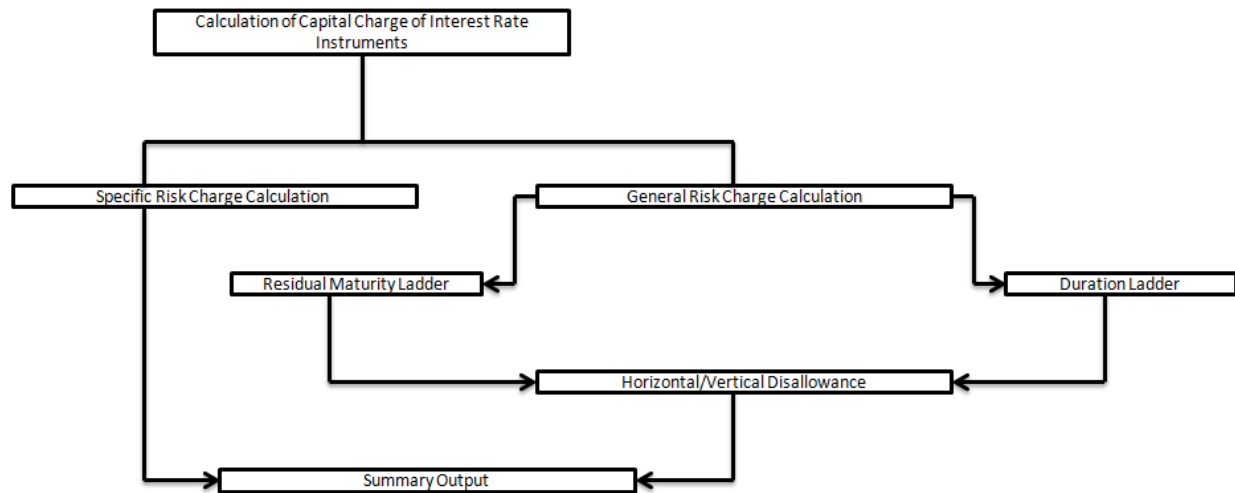 Calculation of Capital Charge of Interest Rate
Instruments
Specific Risk Charge Calculation
General Risk Charge Calculation
Residual Maturity Ladder
Duration Ladder
Horizontal/Vertical Disallowance
Summary Output